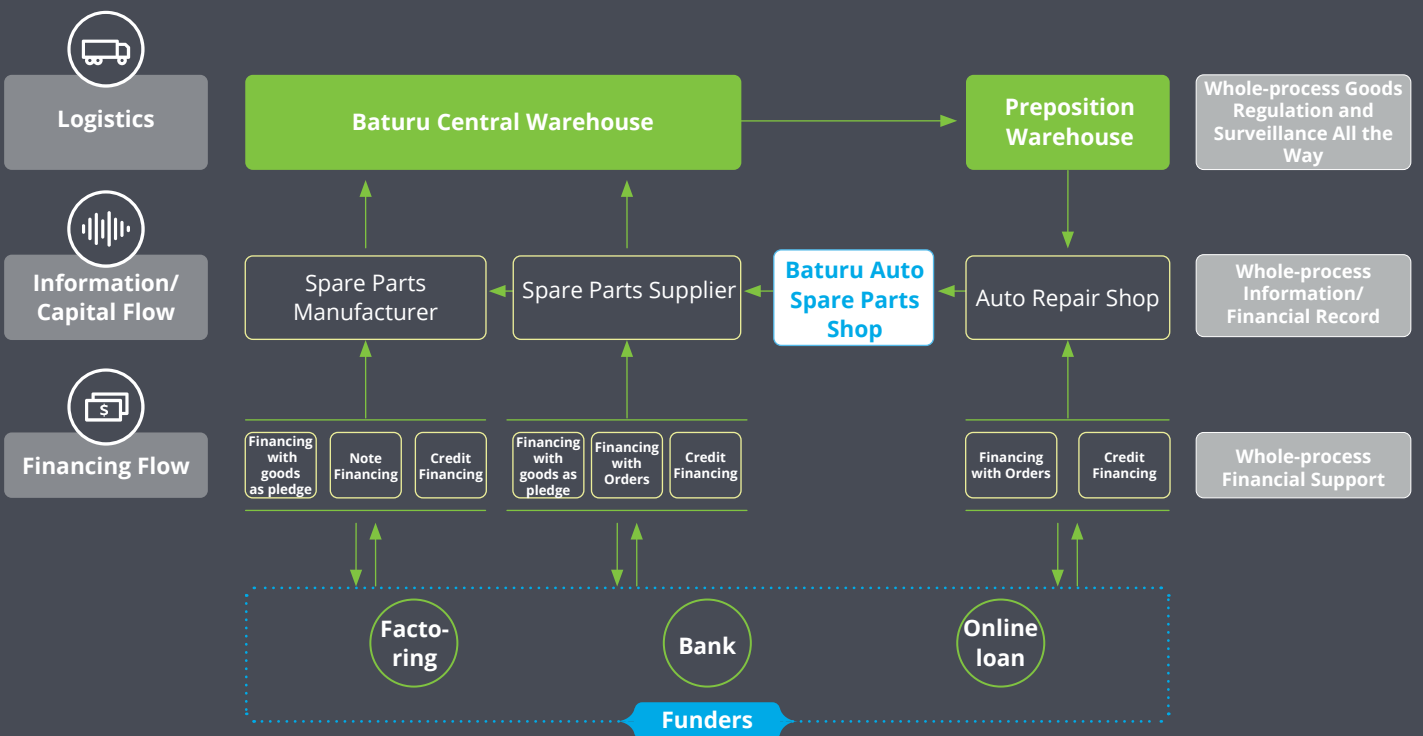 Logistics
Baturu Central Warehouse
Preposition
Warehouse
Whole-process Goods
Regulation and
Surveillance All the
Way
Information/
Capital Flow
Spare Parts
Manufacturer
Spare Parts Supplier
Baturu Auto
Spare Parts
Shop
Auto Repair Shop
Whole-process
Information/
Financial Record
$
Financing Flow
Financing
with
goods
as pledge
Note
Financing
Credit
Financing
Financing
with
goods as
pledge
Financing
with
Orders
Credit
Financing
Financing
with Orders
Credit
Financing
Whole-process
Financial Support
Facto-
ring
Bank
Online
loan
Funders